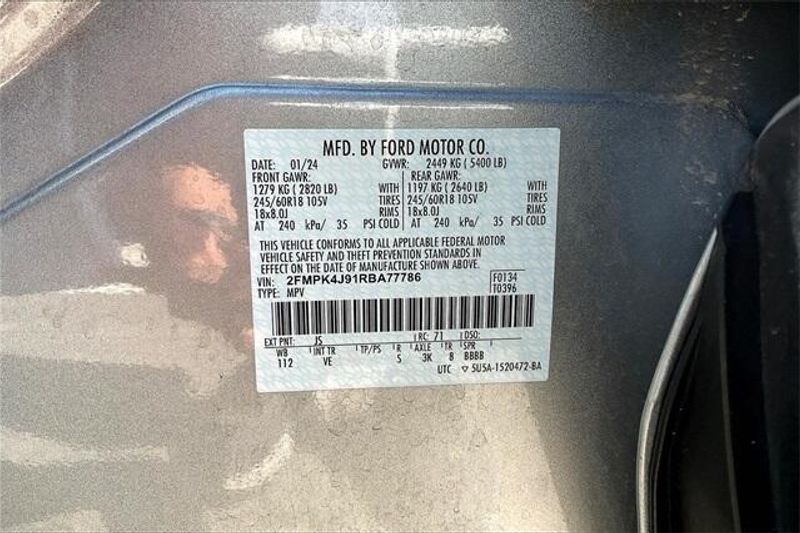 MFD. BY FORD MOTOR CO.
DATE: 01/24 GVWR: 2449 KG ( 5400 LB)
FRONT GAWR: REAR GAWR:
1279 KG ( 2820 LB) WITH 1197 KG ( 2640 LB) WITH
245/60R18 105V TIRES 245/60R18 105V TIRES
18x8.0J RIMS 18x8.0J RIMS
AT 240 kPa/ 35 PSI COLD AT 240 kPa/ 35 PSI COLD
THIS VEHICLE CONFORMS TO ALL APPLICABLE FEDERAL MOTOR
VEHICLE SAFETY AND THEFT PREVENTION STANDARDS IN
EFFECT ON THE DATE OF MANUFACTURE SHOWN ABOVE.
VIN: 2FMPK4J91RBA77786 F0134
TYPE: MPV T0396
EXT PNT: JS RC: 71 DSO:
WB INT TR TP/PS R AXLE TR SPR
112 VE S 3K 8 BBBB
UTC ▽ 5U5A-1520472-BA